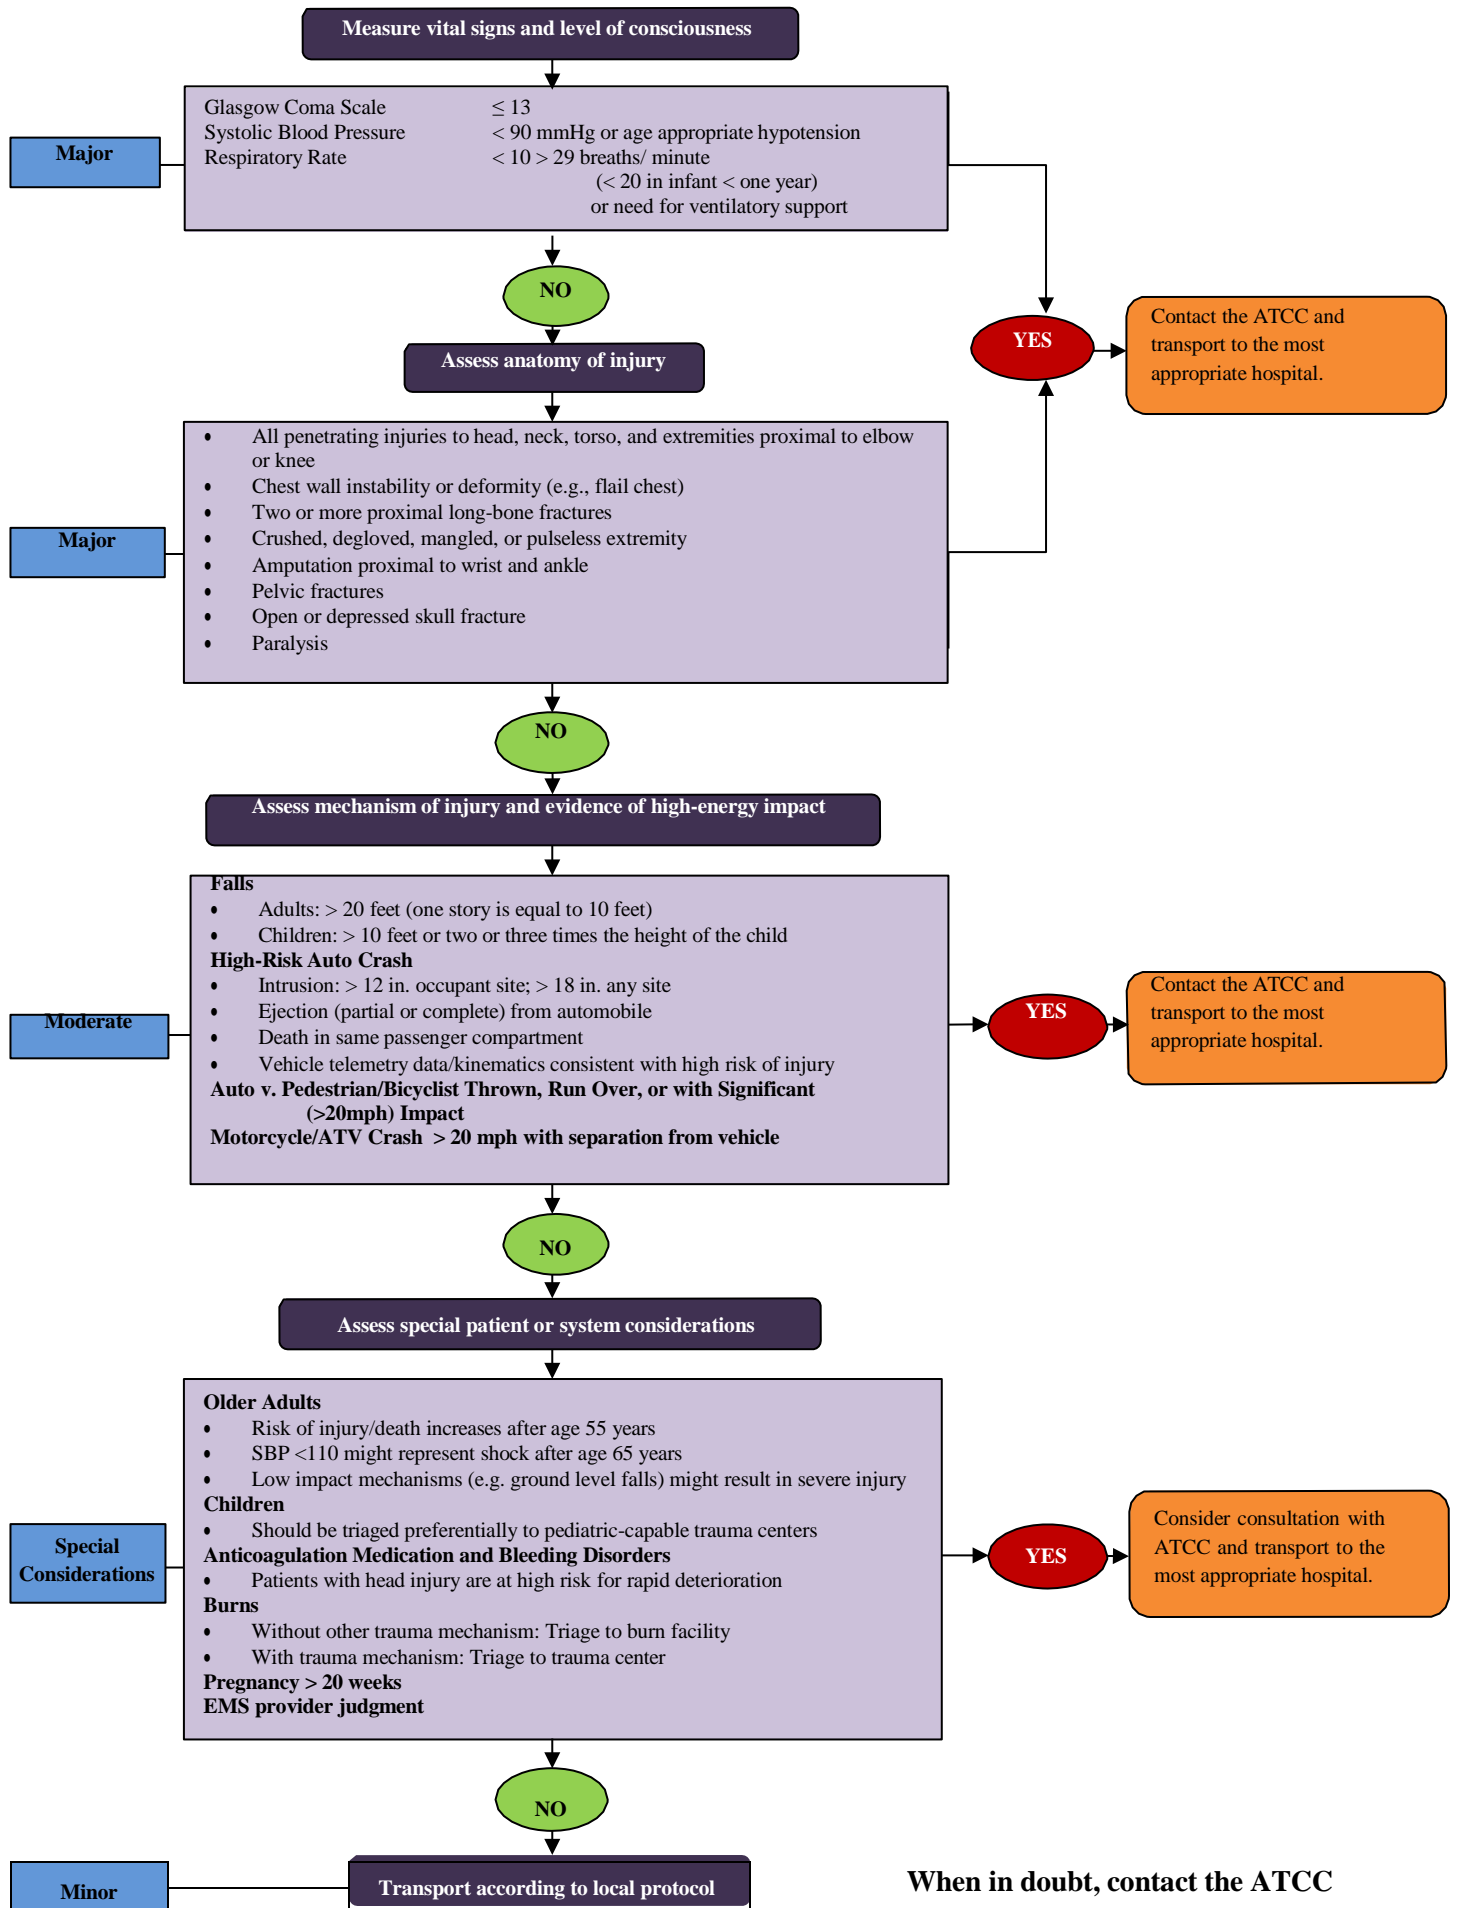 Measure vital signs and level of consciousness
Major
Glasgow Coma Scale ≤ 13
Systolic Blood Pressure < 90 mmHg or age appropriate hypotension
Respiratory Rate < 10 > 29 breaths/ minute
(< 20 in infant < one year)
or need for ventilatory support
NO
YES
Contact the ATCC and
transport to the most
appropriate hospital.
Assess anatomy of injury
Major
• All penetrating injuries to head, neck, torso, and extremities proximal to elbow
or knee
• Chest wall instability or deformity (e.g., flail chest)
• Two or more proximal long-bone fractures
• Crushed, degloved, mangled, or pulseless extremity
• Amputation proximal to wrist and ankle
• Pelvic fractures
• Open or depressed skull fracture
• Paralysis
NO
Assess mechanism of injury and evidence of high-energy impact
Moderate
Falls
• Adults: > 20 feet (one story is equal to 10 feet)
• Children: > 10 feet or two or three times the height of the child
High-Risk Auto Crash
• Intrusion: > 12 in. occupant site; > 18 in. any site
• Ejection (partial or complete) from automobile
• Death in same passenger compartment
• Vehicle telemetry data/kinematics consistent with high risk of injury
Auto v. Pedestrian/Bicyclist Thrown, Run Over, or with Significant
(>20mph) Impact
Motorcycle/ATV Crash > 20 mph with separation from vehicle
YES
Contact the ATCC and
transport to the most
appropriate hospital.
NO
Assess special patient or system considerations
Special
Considerations
Older Adults
• Risk of injury/death increases after age 55 years
• SBP <110 might represent shock after age 65 years
• Low impact mechanisms (e.g. ground level falls) might result in severe injury
Children
• Should be triaged preferentially to pediatric-capable trauma centers
Anticoagulation Medication and Bleeding Disorders
• Patients with head injury are at high risk for rapid deterioration
Burns
• Without other trauma mechanism: Triage to burn facility
• With trauma mechanism: Triage to trauma center
Pregnancy > 20 weeks
EMS provider judgment
YES
Consider consultation with
ATCC and transport to the
most appropriate hospital.
NO
Minor
Transport according to local protocol
When in doubt, contact the ATCC